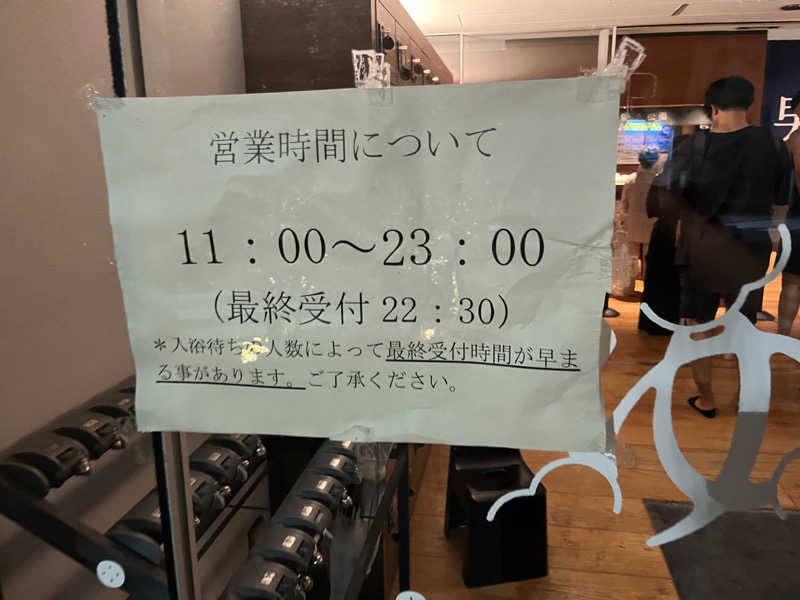 営業時間について
11：00～23：00
（最終受付 22：30）
＊入浴待ちの人数によって最終受付時間が早ま
る事があります。ご了承ください。
男